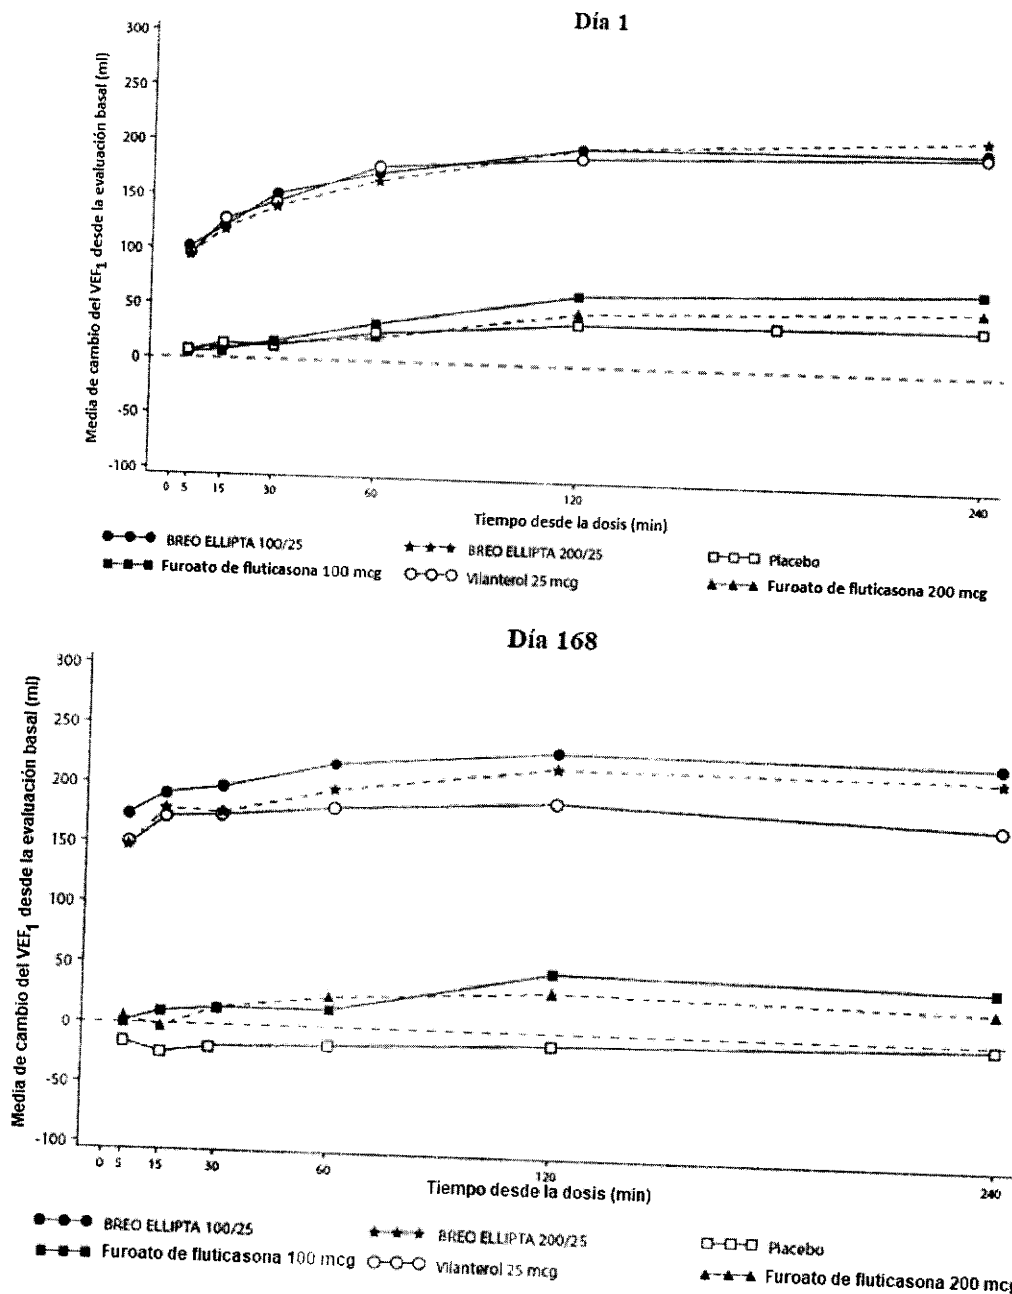 Día 1
Media de cambio del VEF1 desde la evaluación basal (ml)
300
250
200
150
100
50
0
-50
-100
0 5 15 30 60 120 240
Tiempo desde la dosis (min)
BREO ELLIPTA 100/25 BREO ELLIPTA 200/25 Placebo
Furoato de fluticasona 100 mcg Vilanterol 25 mcg Furoato de fluticasona 200 mcg
Día 168
Media de cambio del VEF1 desde la evaluación basal (ml)
300
250
200
150
100
50
0
-50
-100
0 5 15 30 60 120 240
Tiempo desde la dosis (min)
BREO ELLIPTA 100/25 BREO ELLIPTA 200/25 Placebo
Furoato de fluticasona 100 mcg Vilanterol 25 mcg Furoato de fluticasona 200 mcg